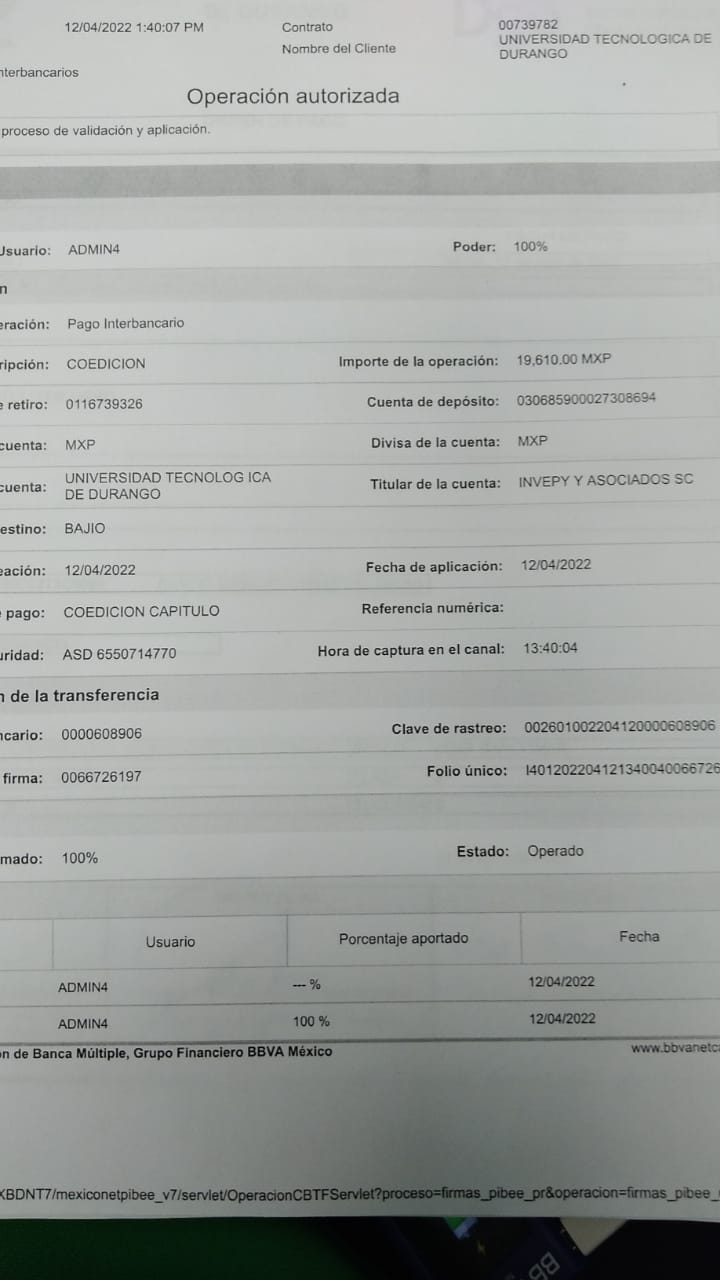 12/04/2022 1:40:07 PM Contrato 00739782
Nombre del Cliente UNIVERSIDAD TECNOLOGICA DE
DURANGO
nterbancarios
Operación autorizada
proceso de validación y aplicación.
Usuario: ADMIN4 Poder: 100%
n
eración: Pago Interbancario
ripción: COEDICION Importe de la operación: 19,610.00 MXP
e retiro: 0116739326 Cuenta de depósito: 030685900027308694
cuenta: MXP Divisa de la cuenta: MXP
cuenta: UNIVERSIDAD TECNOLOG ICA
DE DURANGO Titular de la cuenta: INVEPY Y ASOCIADOS SC
estino: BAJIO
eación: 12/04/2022 Fecha de aplicación: 12/04/2022
e pago: COEDICION CAPITULO Referencia numérica:
uridad: ASD 6550714770 Hora de captura en el canal: 13:40:04
n de la transferencia
ncario: 0000608906 Clave de rastreo: 002601002204120000608906
firma: 0066726197 Folio único: I401202204121340040066726
mado: 100% Estado: Operado
Usuario Porcentaje aportado Fecha
ADMIN4 --- % 12/04/2022
ADMIN4 100 % 12/04/2022
ón de Banca Múltiple, Grupo Financiero BBVA México www.bbvanetca
XBDNT7/mexiconetpibee_v7/servlet/OperacionCBTFServlet?proceso=firmas_pibee_pr&operacion=firmas_pibee_
BB